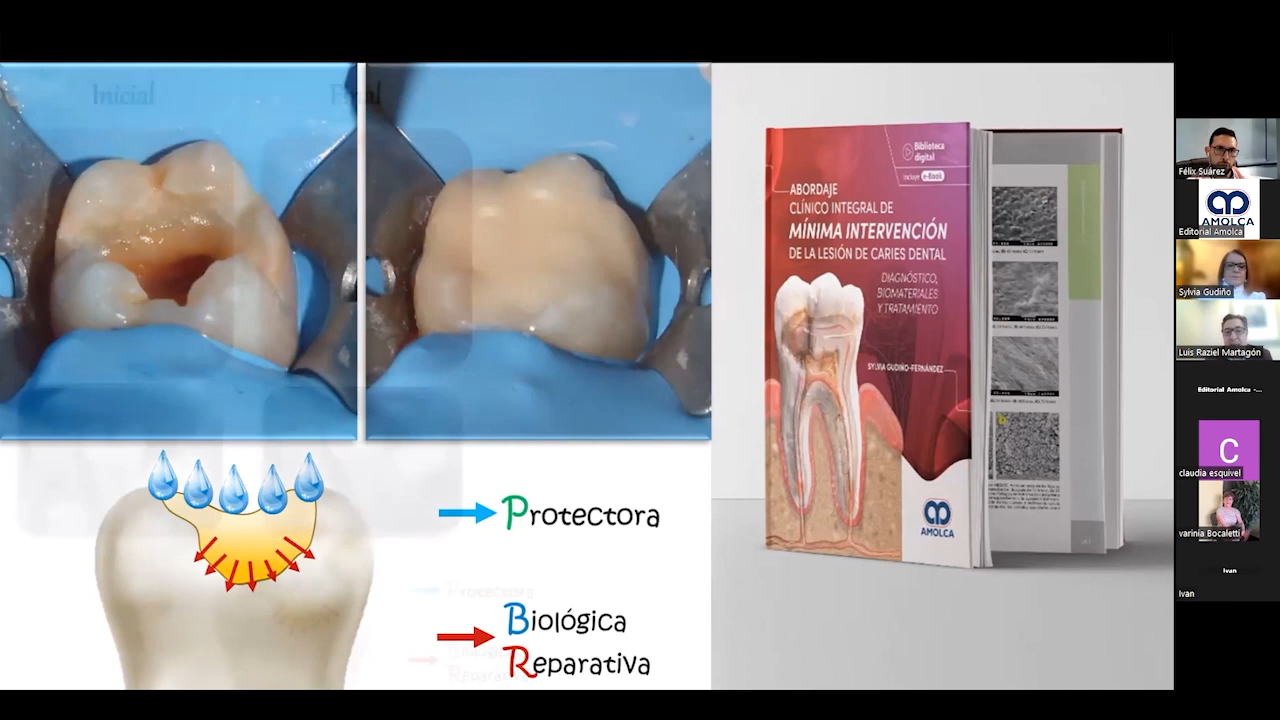 Inicial
Final
Protectora
Biológica
Reparativa
Biblioteca
digital
incluye e-Book
ABORDAJE
CLÍNICO INTEGRAL DE
MÍNIMA INTERVENCIÓN
DE LA LESIÓN DE CARIES DENTAL
DIAGNÓSTICO,
BIOMATERIALES
Y TRATAMIENTO
SYLVIA GUDIÑO-FERNÁNDEZ
AMOLCA
Félix Suárez
AMOLCA
Editorial Amolca
Sylvia Gudiño
Luis Raziel Martagón
Editorial Amolca -...
C
claudia esquivel
varinia Bocaletti
Ivan
Ivan